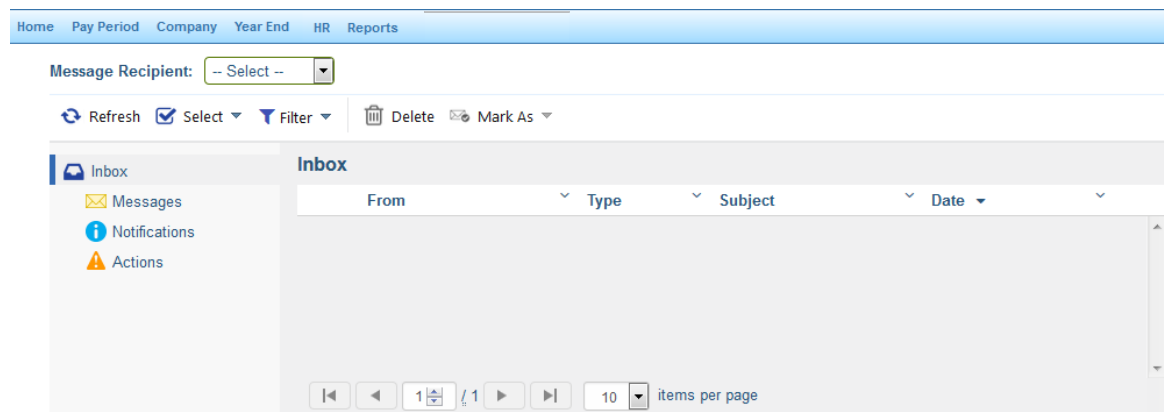 Home Pay Period Company Year End HR Reports
Message Recipient: -- Select --
Refresh Select Filter Delete Mark As
Inbox
Inbox
From Type Subject Date
Messages
Notifications
Actions
1 / 1 10 items per page